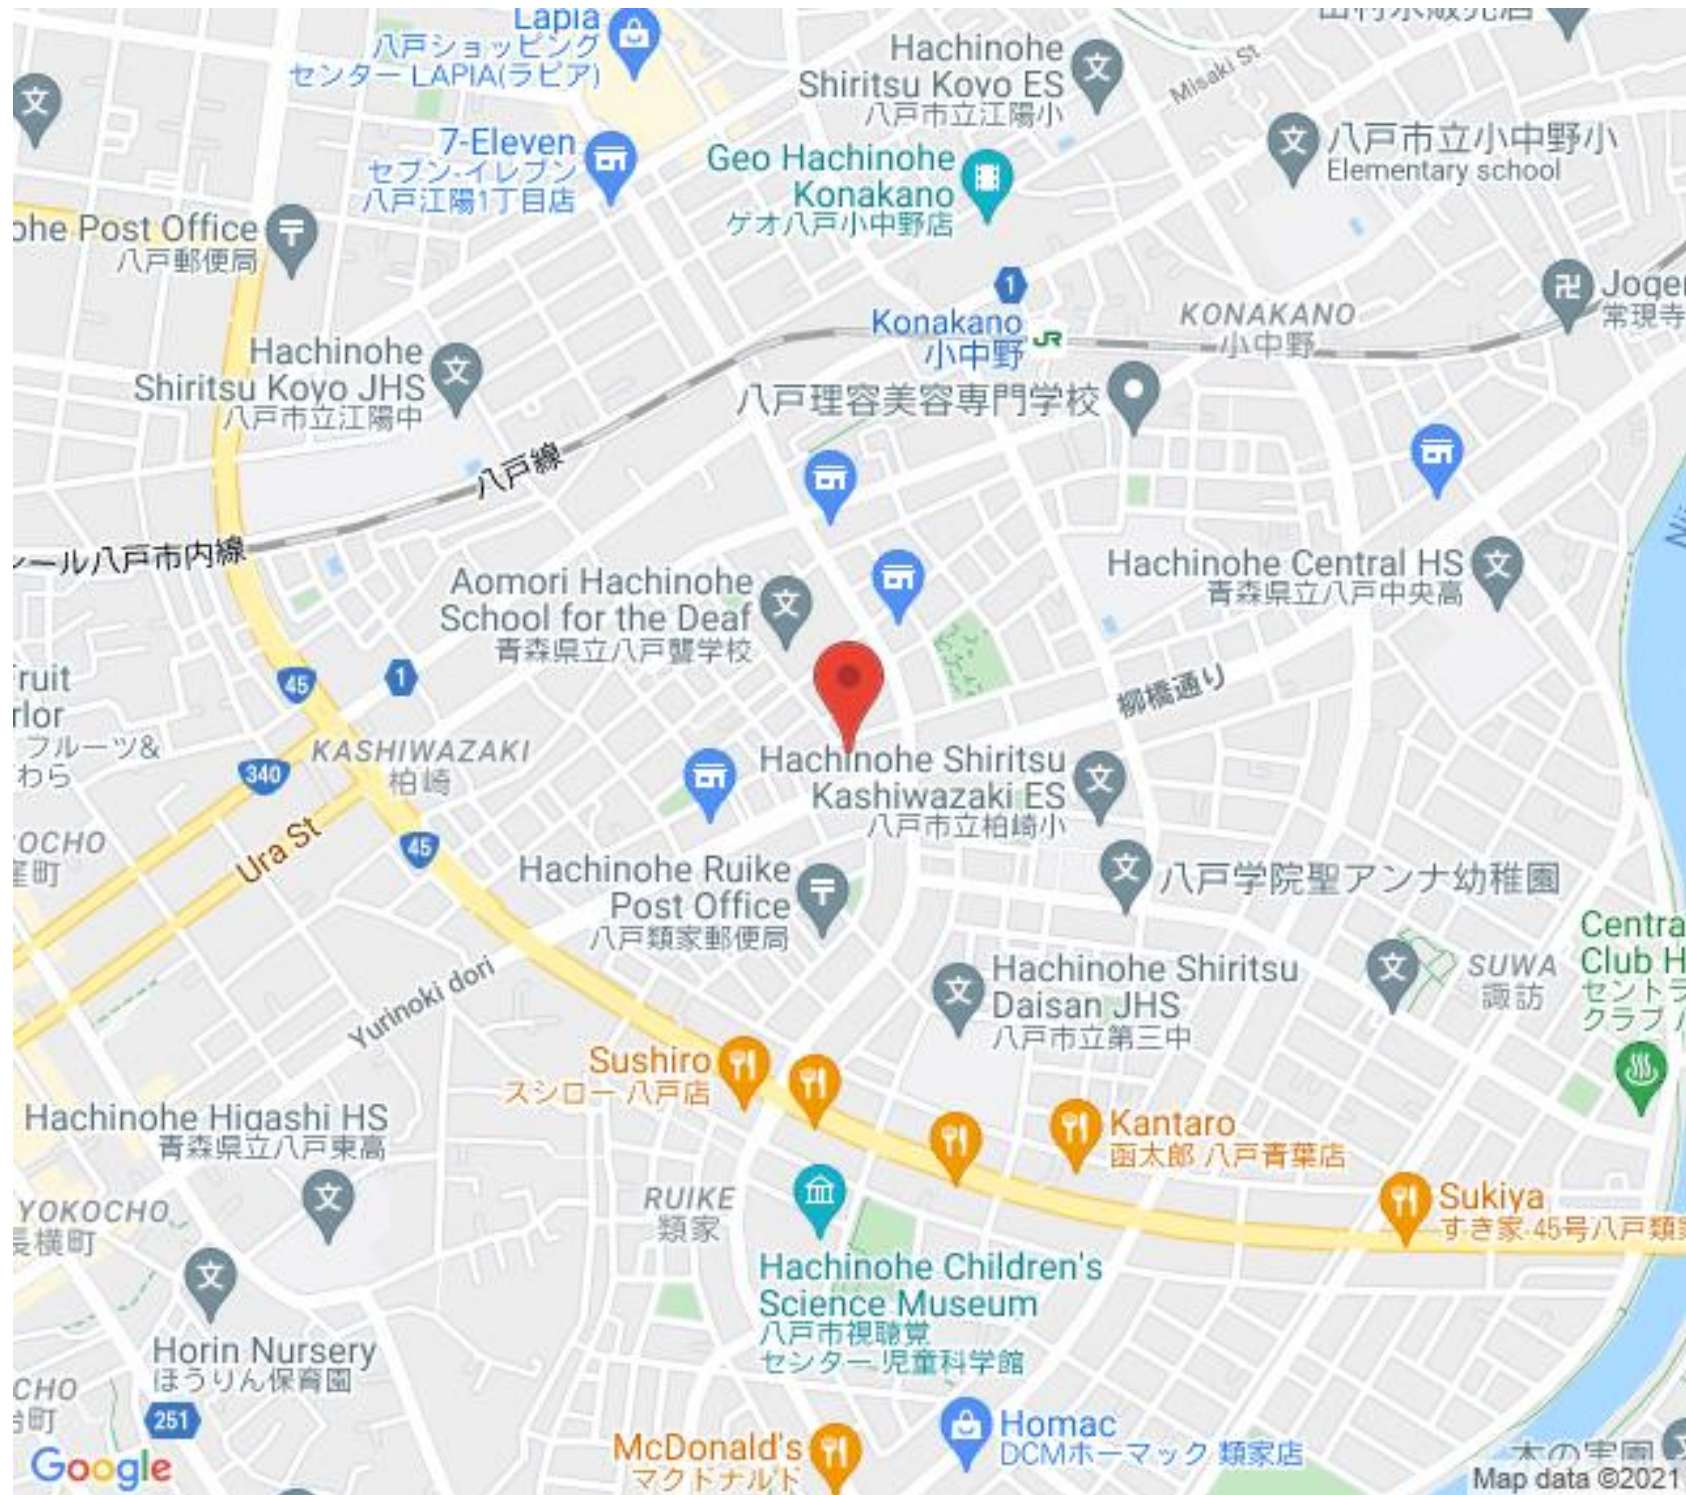 Lapia
八戸ショッピング
センター LAPIA(ラピア)
Hachinohe
Shiritsu Koyo ES
八戸市立江陽小
Misaki St
7-Eleven
セブン-イレブン
八戸江陽1丁目店
Geo Hachinohe
Konakano
ゲオ八戸小中野店
八戸市立小中野小
Elementary school
ohe Post Office
八戸郵便局
1
Konakano
小中野
JR
KONAKANO
小中野
Joge
常現寺
Hachinohe
Shiritsu Koyo JHS
八戸市立江陽中
八戸理容美容専門学校
八戸線
ール八戸市内線
Hachinohe Central HS
青森県立八戸中央高
Aomori Hachinohe
School for the Deaf
青森県立八戸聾学校
45
1
柳橋通り
ruit
rlor
フルーツ&
わら
KASHIWAZAKI
柏崎
340
Hachinohe Shiritsu
Kashiwazaki ES
八戸市立柏崎小
Ura St
45
OCHO
町
Hachinohe Ruike
Post Office
八戸類家郵便局
八戸学院聖アンナ幼稚園
Centra
Club H
セントラ
クラブ
SUWA
諏訪
Yurinoki dori
Hachinohe Shiritsu
Daisan JHS
八戸市立第三中
Sushiro
スシロー 八戸店
Hachinohe Higashi HS
青森県立八戸東高
Kantaro
函太郎 八戸青葉店
YOKOCHO
長横町
RUIKE
類家
Sukiya
すき家 45号八戸類
Hachinohe Children's
Science Museum
八戸市視聴覚
センター 児童科学館
Horin Nursery
ほうりん保育園
CHO
町
251
Homac
DCMホーマック 類家店
McDonald's
マクドナルド
木の実園
Google
Map data ©2021